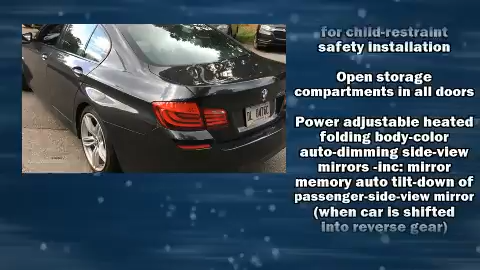 for child-restraint
safety installation
Open storage
compartments in all doors
Power adjustable heated
folding body-color
auto-dimming side-view
mirrors -inc: mirror
memory auto tilt-down of
passenger-side-view mirror
(when car is shifted
into reverse gear)